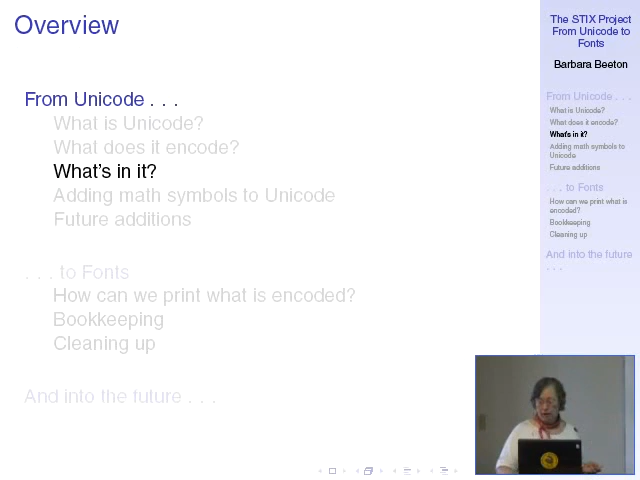 Overview
From Unicode . . .
What is Unicode?
What does it encode?
What's in it?
Adding math symbols to Unicode
Future additions
. . . to Fonts
How can we print what is encoded?
Bookkeeping
Cleaning up
And into the future . . .
The STIX Project
From Unicode to
Fonts
Barbara Beeton
From Unicode . . .
What is Unicode?
What does it encode?
What's in it?
Adding math symbols to
Unicode
Future additions
. . . to Fonts
How can we print what is
encoded?
Bookkeeping
Cleaning up
And into the future
. . .